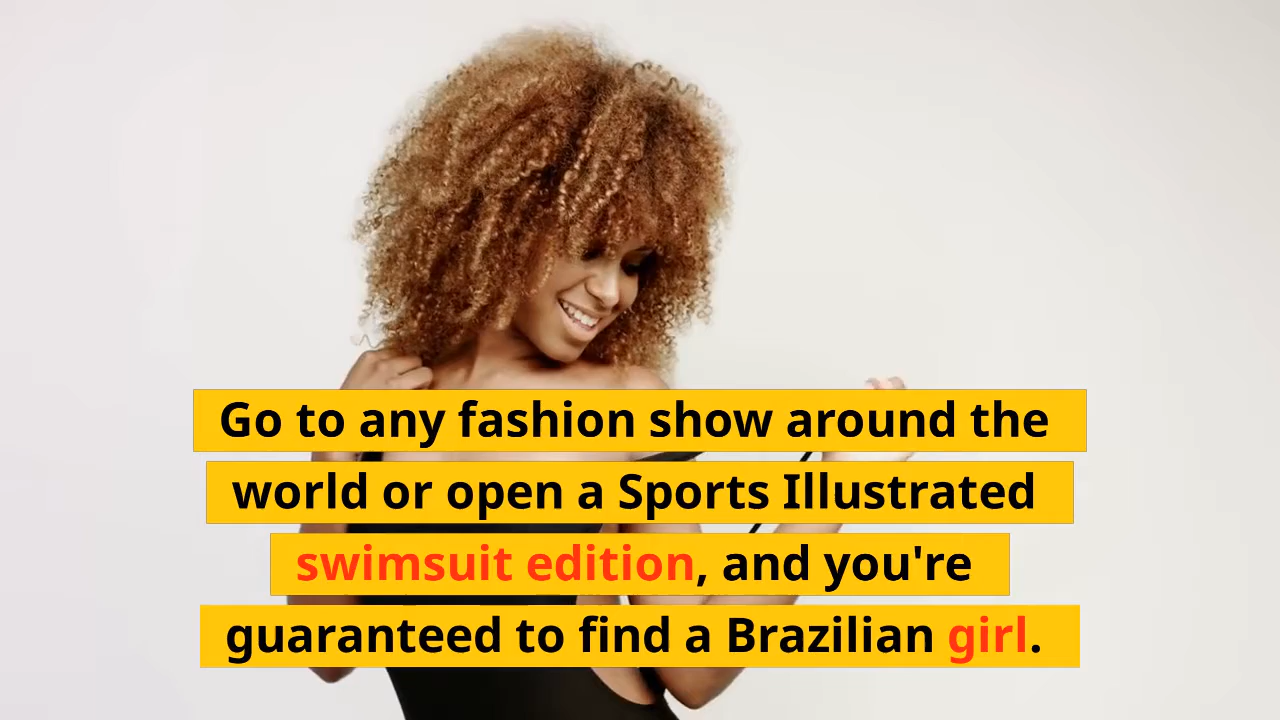 Go to any fashion show around the
world or open a Sports Illustrated
swimsuit edition, and you're
guaranteed to find a Brazilian girl.